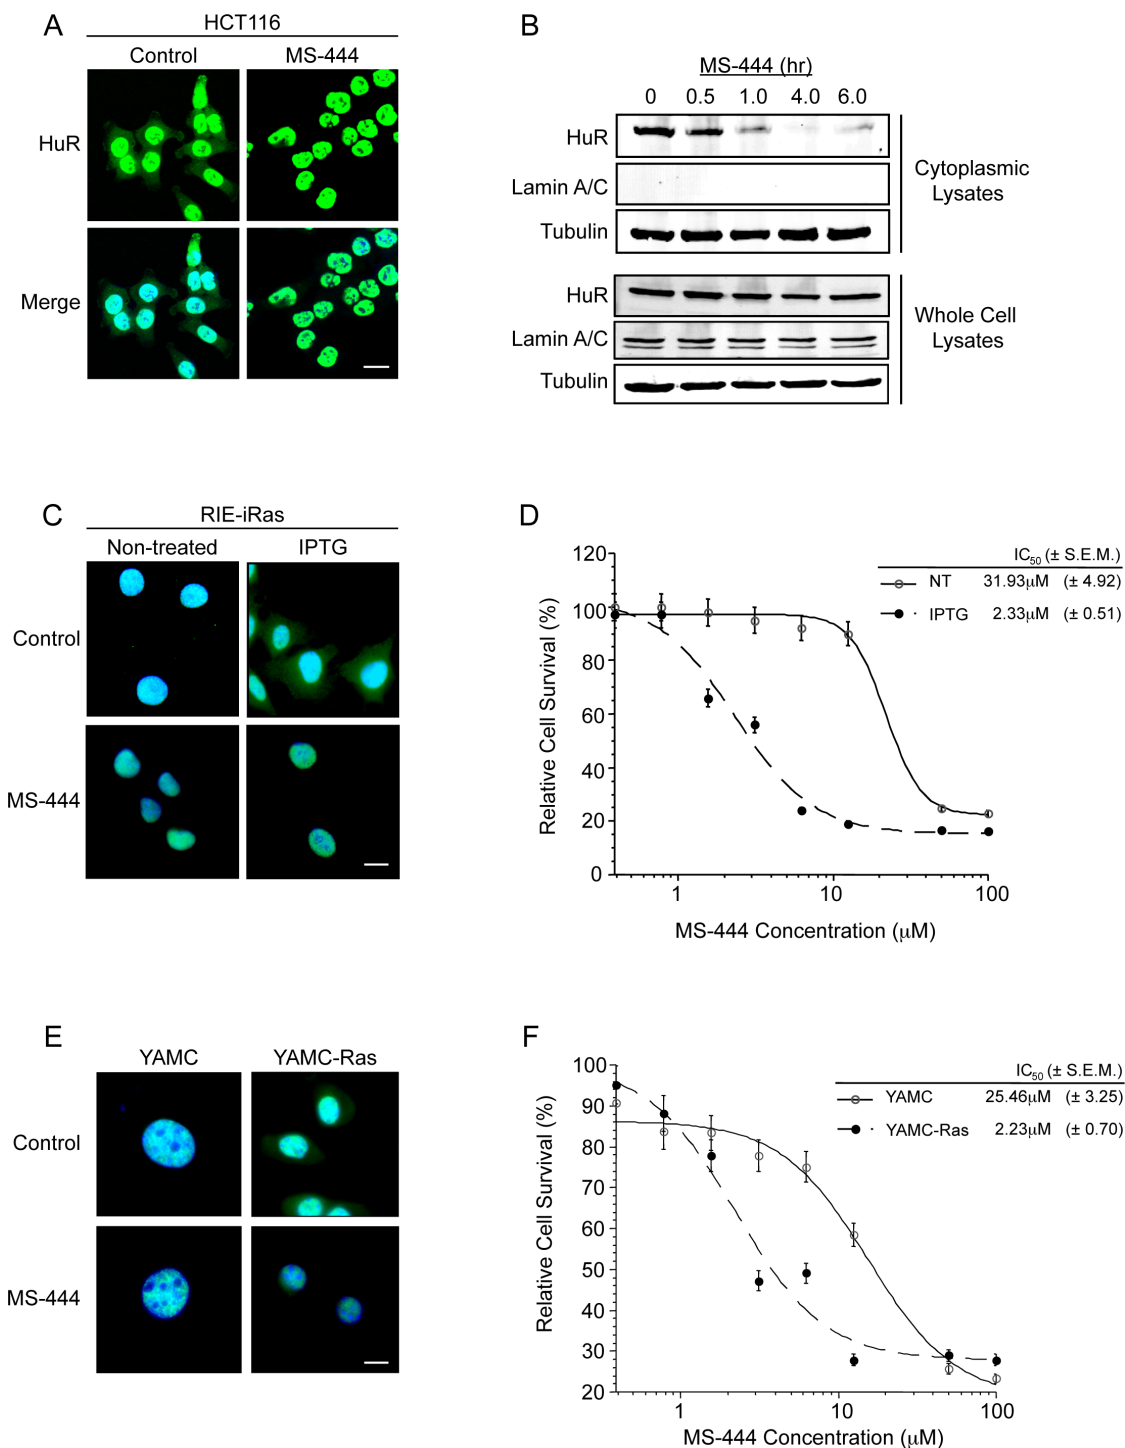 A
HCT116
Control MS-444
HuR
Merge
B
MS-444 (hr)
0 0.5 1.0 4.0 6.0
HuR
Lamin A/C
Tubulin
Cytoplasmic
Lysates
HuR
Lamin A/C
Tubulin
Whole Cell
Lysates
C
RIE-iRas
Non-treated IPTG
Control
MS-444
D
IC50 (± S.E.M.)
NT 31.93μM (± 4.92)
IPTG 2.33μM (± 0.51)
Relative Cell Survival (%)
120
100
80
60
40
20
0
1 10 100
MS-444 Concentration (μM)
E
YAMC YAMC-Ras
Control
MS-444
F
IC50 (± S.E.M.)
YAMC 25.46μM (± 3.25)
YAMC-Ras 2.23μM (± 0.70)
Relative Cell Survival (%)
100
90
80
70
60
50
40
30
20
1 10 100
MS-444 Concentration (μM)